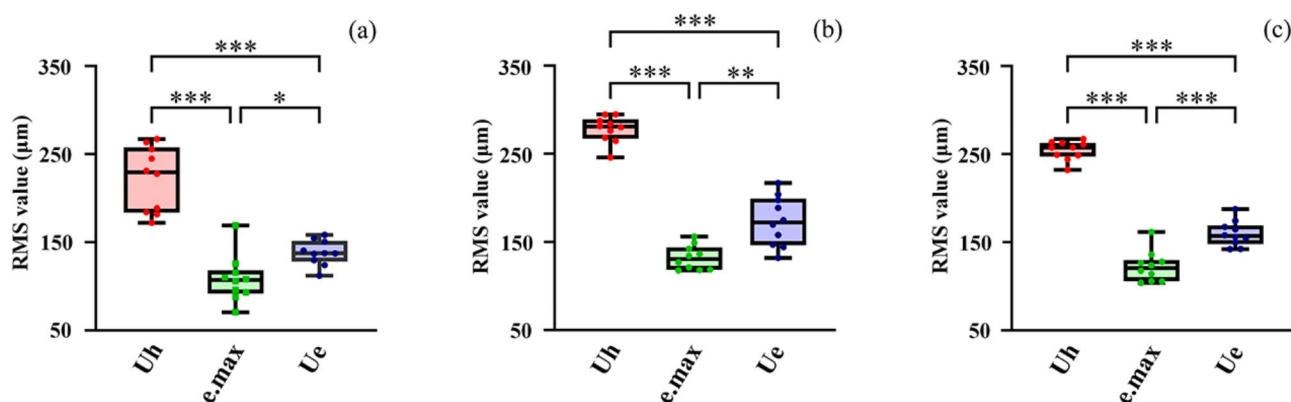 (a)
***
***
*
RMS value (µm)
350
250
150
50
Uh
e.max
Ue
(b)
***
***
**
RMS value (µm)
350
250
150
50
Uh
e.max
Ue
(c)
***
***
***
RMS value (µm)
350
250
150
50
Uh
e.max
Ue